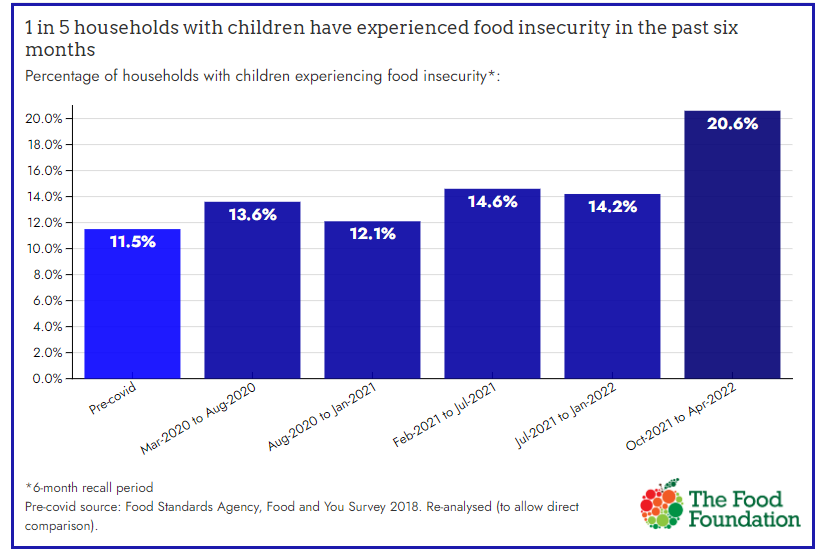 1 in 5 households with children have experienced food insecurity in the past six
months
Percentage of households with children experiencing food insecurity*:
20.0%
18.0%
16.0%
14.0%
12.0%
10.0%
8.0%
6.0%
4.0%
2.0%
0.0%
11.5%
13.6%
12.1%
14.6%
14.2%
20.6%
Pre-covid
Mar-2020 to Aug-2020
Aug-2020 to Jan-2021
Feb-2021 to Jul-2021
Jul-2021 to Jan-2022
Oct-2021 to Apr-2022
*6-month recall period
Pre-covid source: Food Standards Agency, Food and You Survey 2018. Re-analysed (to allow direct
comparison).
The Food
Foundation